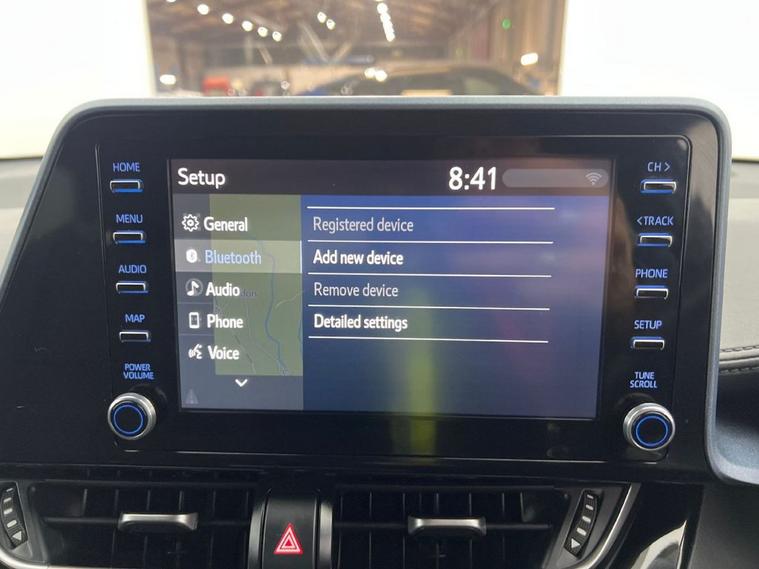 HOME
MENU
AUDIO
MAP
POWER
VOLUME
Setup
8:41
General
Bluetooth
Audio
Phone
Voice
Registered device
Add new device
Remove device
Detailed settings
CH >
< TRACK
PHONE
SETUP
TUNE
SCROLL